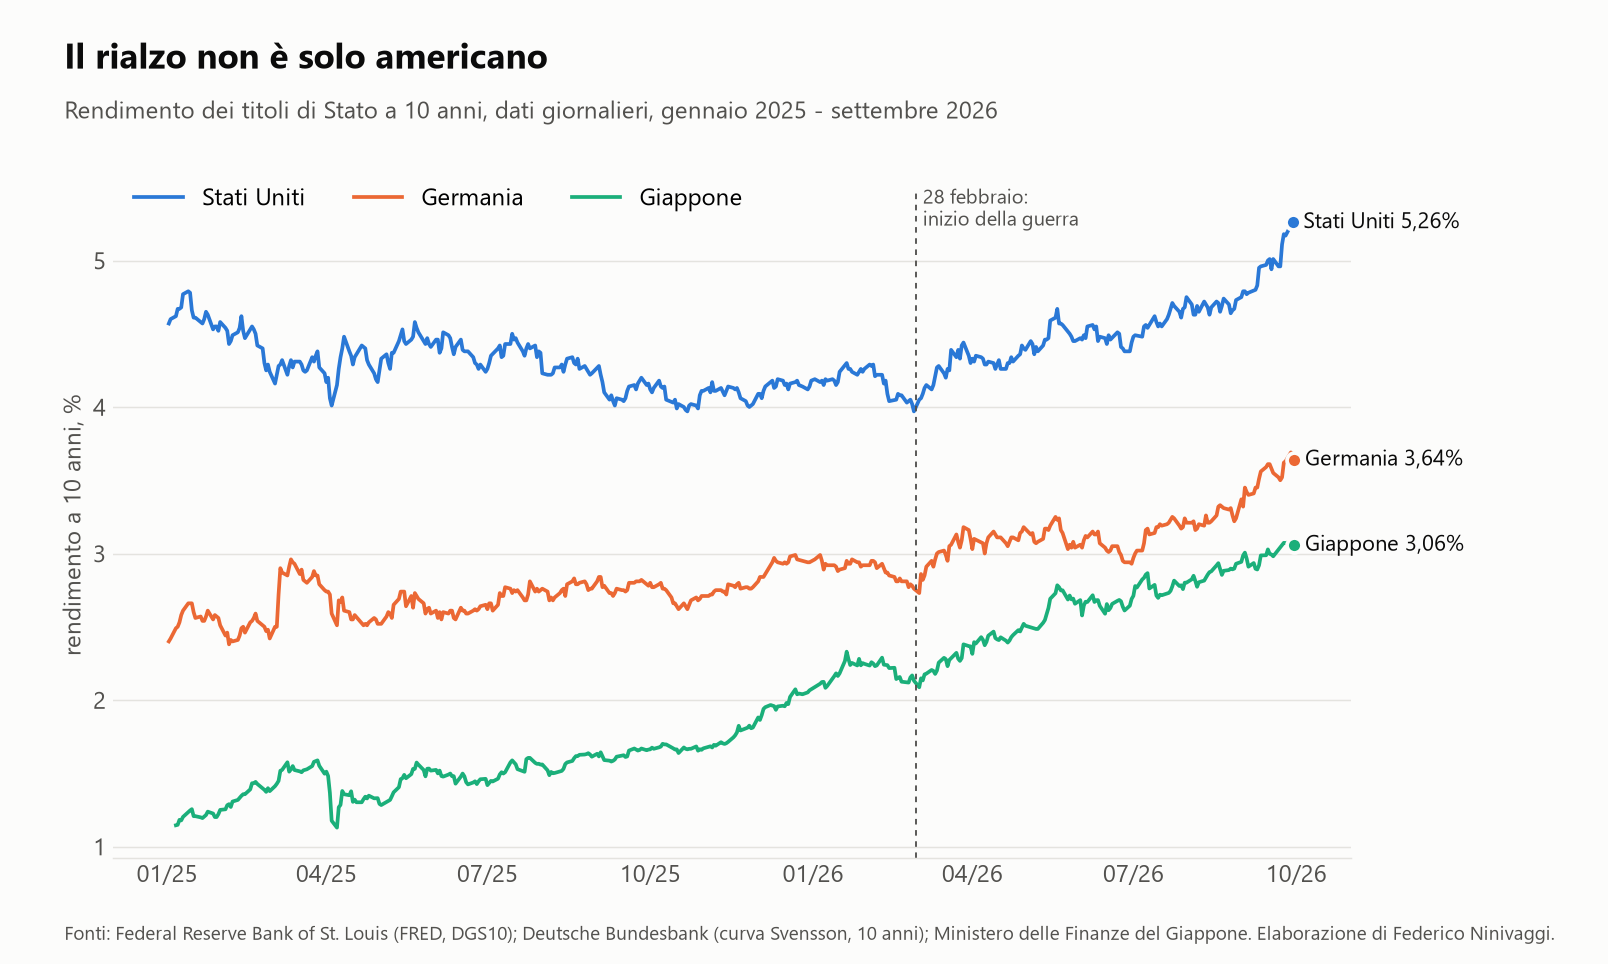 Il rialzo non è solo americano
Rendimento dei titoli di Stato a 10 anni, dati giornalieri, gennaio 2025 - settembre 2026
Stati Uniti
Germania
Giappone
28 febbraio:
inizio della guerra
Stati Uniti 5,26%
Germania 3,64%
Giappone 3,06%
rendimento a 10 anni, %
5
4
3
2
1
01/25
04/25
07/25
10/25
01/26
04/26
07/26
10/26
Fonti: Federal Reserve Bank of St. Louis (FRED, DGS10); Deutsche Bundesbank (curva Svensson, 10 anni); Ministero delle Finanze del Giappone. Elaborazione di Federico Ninivaggi.